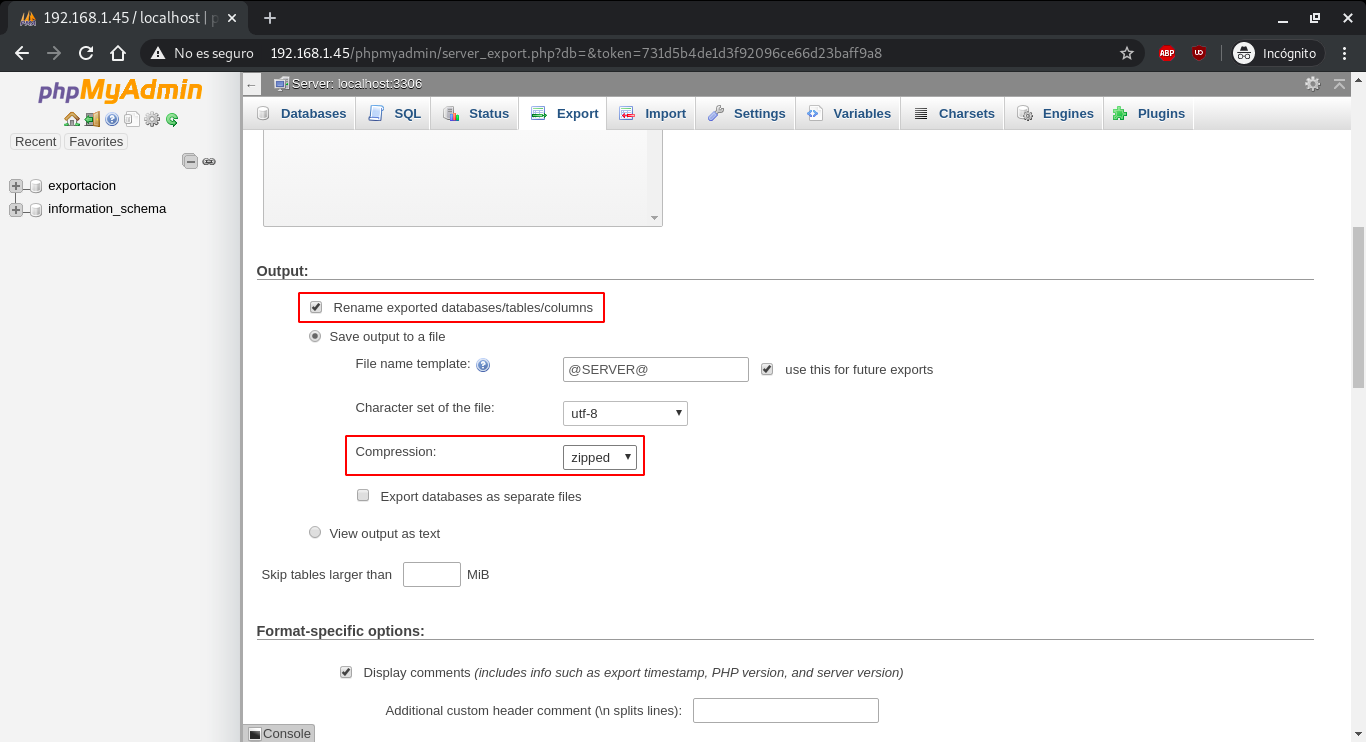 192.168.1.45 / localhost | p
No es seguro 192.168.1.45/phpmyadmin/server_export.php?db=&token=731d5b4de1d3f92096ce66d23baff9a8 ABP UD Incógnito
phpMyAdmin
Recent Favorites
exportacion
information_schema
← Server: localhost:3306
Databases SQL Status Export Import Settings Variables Charsets Engines Plugins
Output:
Rename exported databases/tables/columns
Save output to a file
File name template: @SERVER@ use this for future exports
Character set of the file: utf-8
Compression: zipped
Export databases as separate files
View output as text
Skip tables larger than MiB
Format-specific options:
Display comments (includes info such as export timestamp, PHP version, and server version)
Additional custom header comment (\n splits lines):
Console